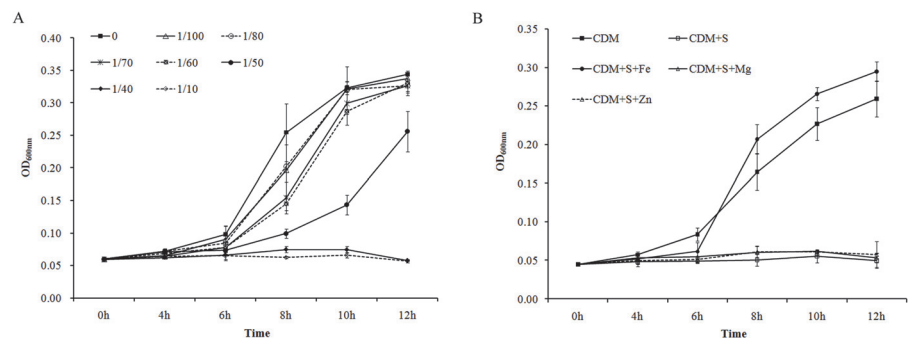 A
0 1/100 1/80
1/70 1/60 1/50
1/40 1/10
0.40
0.35
0.30
0.25
0.20
0.15
0.10
0.05
0.00
OD600nm
0h 4h 6h 8h 10h 12h
Time
B
CDM CDM+S
CDM+S+Fe CDM+S+Mg
CDM+S+Zn
0.35
0.30
0.25
0.20
0.15
0.10
0.05
0.00
OD600nm
0h 4h 6h 8h 10h 12h
Time